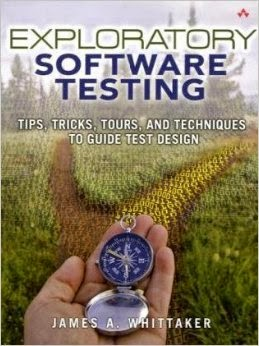 EXPLORATORY
SOFTWARE
TESTING
TIPS, TRICKS, TOURS, AND TECHNIQUES
TO GUIDE TEST DESIGN
JAMES A. WHITTAKER